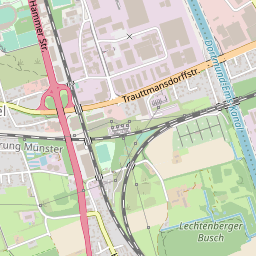 Hammer Str.
Dortmund-Ems-Kanal
Trauttmansdorffstr.
rung Münster
Lechtenberger
Busch